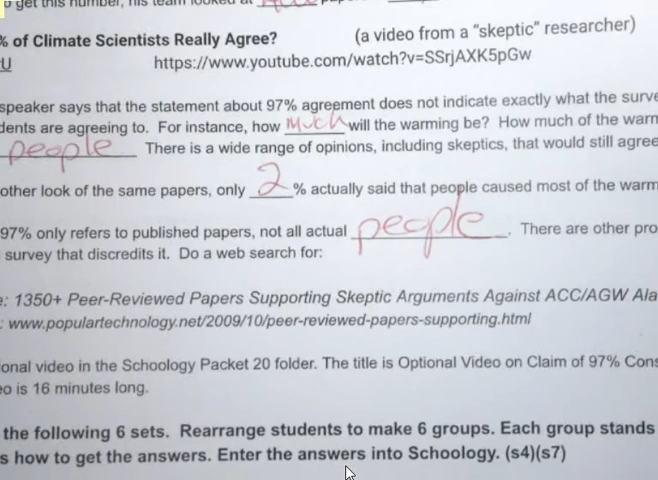 get this number, his team looked at
% of Climate Scientists Really Agree? (a video from a “skeptic” researcher)
U https://www.youtube.com/watch?v=SSrjAXK5pGw
speaker says that the statement about 97% agreement does not indicate exactly what the surve
dents are agreeing to. For instance, how much will the warming be? How much of the warm
people There is a wide range of opinions, including skeptics, that would still agree
other look of the same papers, only 2 % actually said that people caused most of the warm
97% only refers to published papers, not all actual people. There are other pro
survey that discredits it. Do a web search for:
e: 1350+ Peer-Reviewed Papers Supporting Skeptic Arguments Against ACC/AGW Ala
: www.populartechnology.net/2009/10/peer-reviewed-papers-supporting.html
onal video in the Schoology Packet 20 folder. The title is Optional Video on Claim of 97% Cons
eo is 16 minutes long.
the following 6 sets. Rearrange students to make 6 groups. Each group stands
s how to get the answers. Enter the answers into Schoology. (s4)(s7)